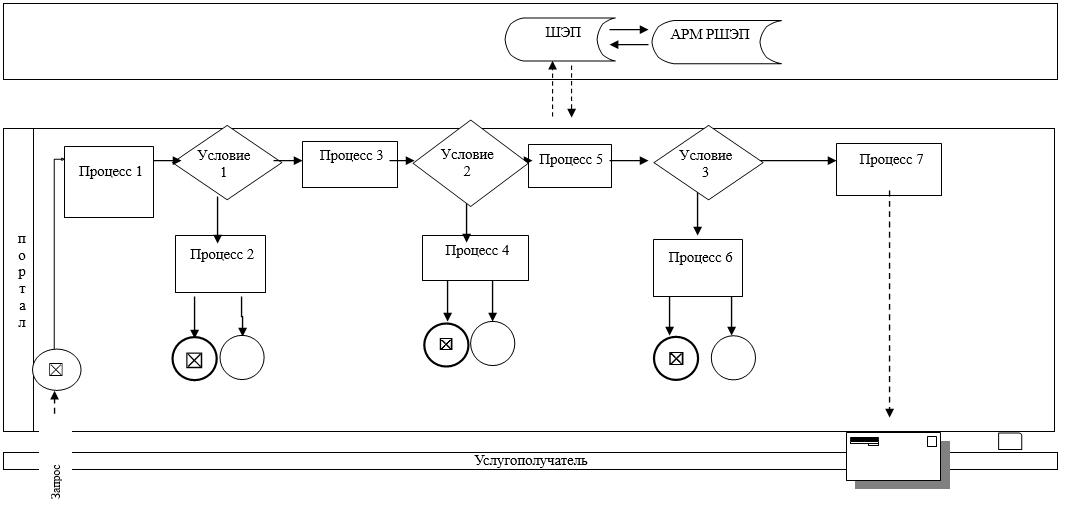 ШЭП
АРМ РШЭП
Процесс 1
Условие
1
Процесс 3
Условие
2
Процесс 5
Условие
3
Процесс 7
Процесс 2
Процесс 4
Процесс 6
портал
Запрос
Услугополучатель